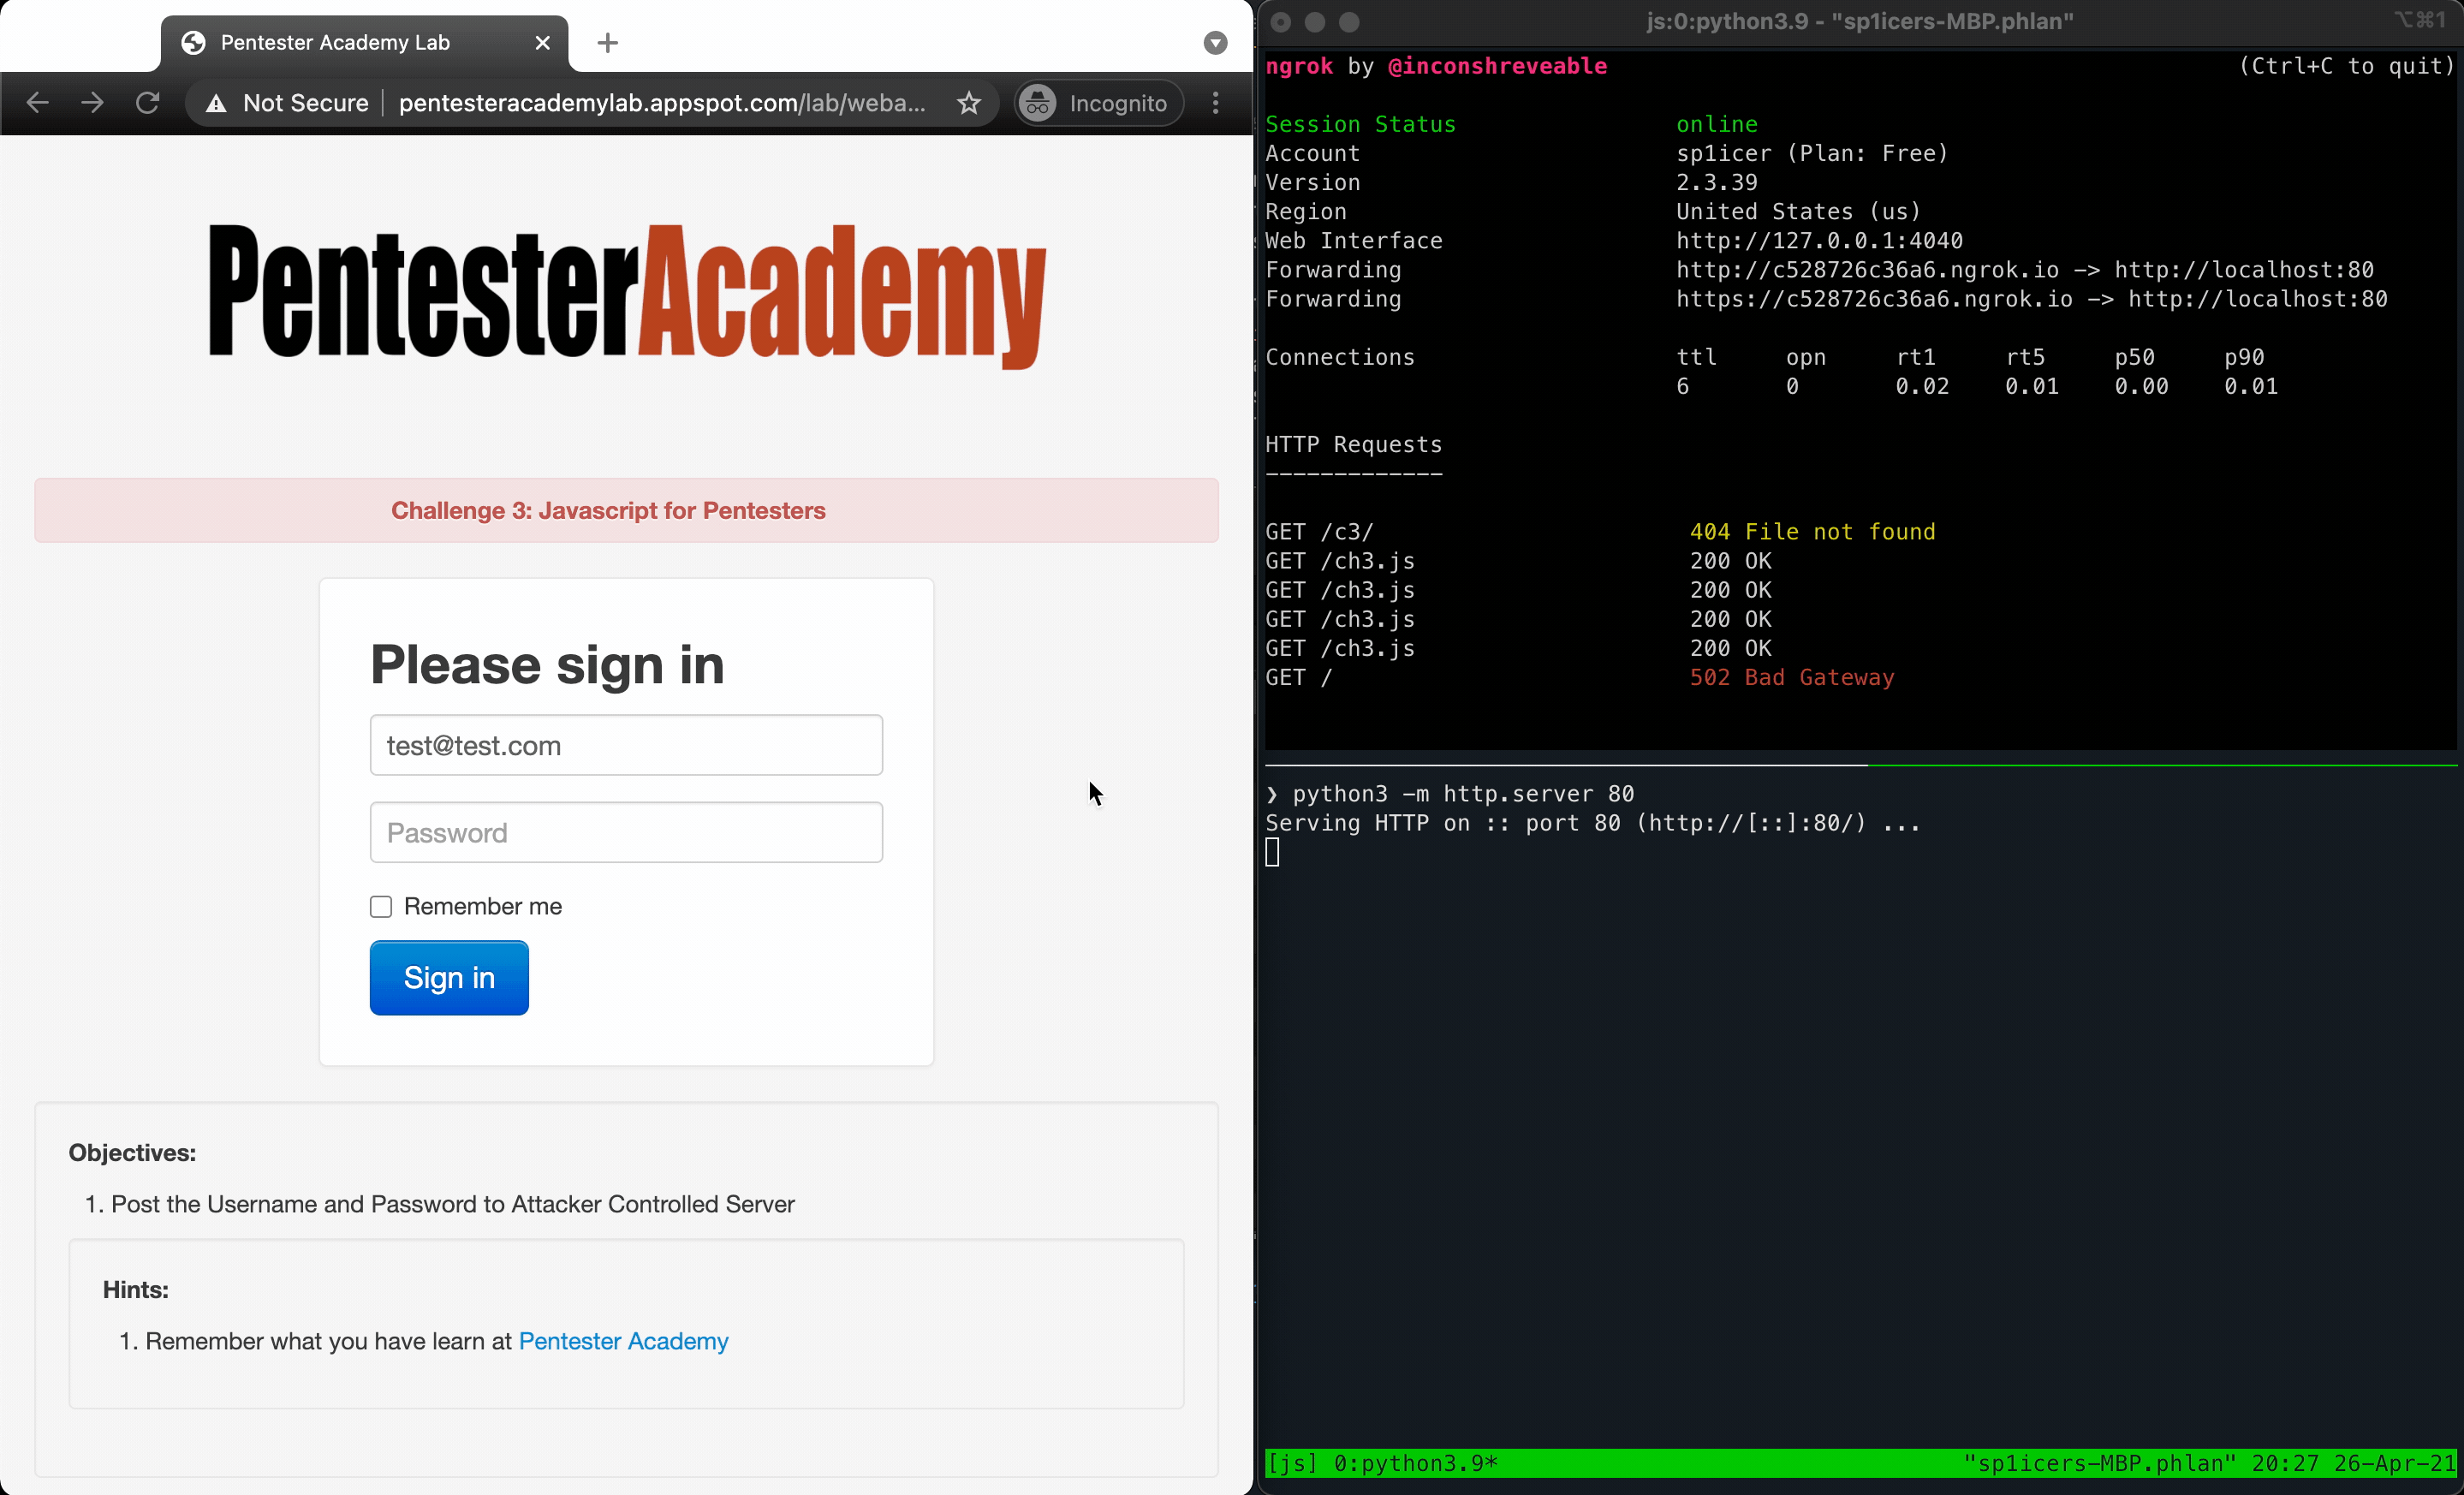 Pentester Academy Lab
Not Secure pentesteracademylab.appspot.com/lab/weba... Incognito
PentesterAcademy
Challenge 3: Javascript for Pentesters
Please sign in
test@test.com
Password
Remember me
Sign in
Objectives:
1. Post the Username and Password to Attacker Controlled Server
Hints:
1. Remember what you have learn at Pentester Academy
js:0:python3.9 - "sp1icers-MBP.phlan" ⌥⌘1
ngrok by @inconshreveable (Ctrl+C to quit)
Session Status online
Account sp1icer (Plan: Free)
Version 2.3.39
Region United States (us)
Web Interface http://127.0.0.1:4040
Forwarding http://c528726c36a6.ngrok.io -> http://localhost:80
Forwarding https://c528726c36a6.ngrok.io -> http://localhost:80
Connections ttl opn rt1 rt5 p50 p90
6 0 0.02 0.01 0.00 0.01
HTTP Requests
-------------
GET /c3/ 404 File not found
GET /ch3.js 200 OK
GET /ch3.js 200 OK
GET /ch3.js 200 OK
GET /ch3.js 200 OK
GET / 502 Bad Gateway
❯ python3 -m http.server 80
Serving HTTP on :: port 80 (http://[::]:80/) ...
[js] 0:python3.9* "sp1icers-MBP.phlan" 20:27 26-Apr-21